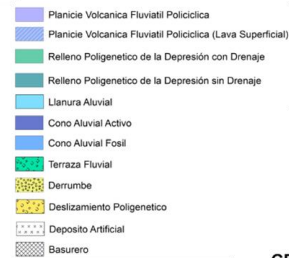 Planicie Volcanica Fluviatil Policiclica
Planicie Volcanica Fluviatil Policiclica (Lava Superficial)
Relleno Poligenetico de la Depresión con Drenaje
Relleno Poligenetico de la Depresión sin Drenaje
Llanura Aluvial
Cono Aluvial Activo
Cono Aluvial Fosil
Terraza Fluvial
Derrumbe
Deslizamiento Poligenetico
Deposito Artificial
Basurero